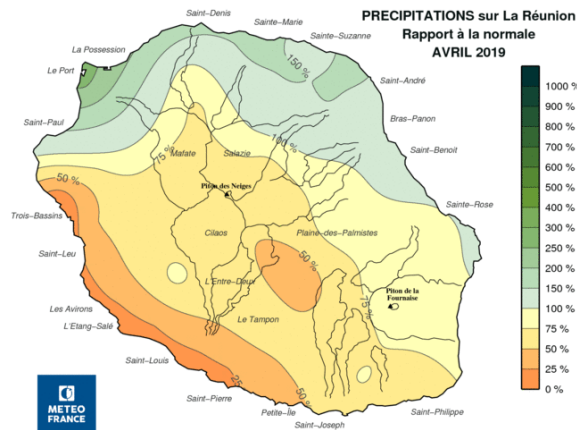 PRECIPITATIONS sur La Réunion
Rapport à la normale
AVRIL 2019
Saint-Denis
Sainte-Marie
Sainte-Suzanne
La Possession
Le Port
150 %
Saint-André
Saint-Paul
Bras-Panon
100 %
75 %
Mafate
Salazie
Saint-Benoit
50 %
Piton des Neiges
Sainte-Rose
Trois-Bassins
Cilaos
Plaine-des-Palmistes
Saint-Leu
50 %
L'Entre-Deux
Piton de la
Fournaise
75 %
Les Avirons
L'Etang-Salé
Le Tampon
Saint-Louis
25
50 %
Saint-Pierre
Petite-Île
Saint-Joseph
Saint-Philippe
1000 %
900 %
800 %
700 %
600 %
500 %
400 %
300 %
250 %
200 %
150 %
100 %
75 %
50 %
25 %
0 %
METEO
FRANCE